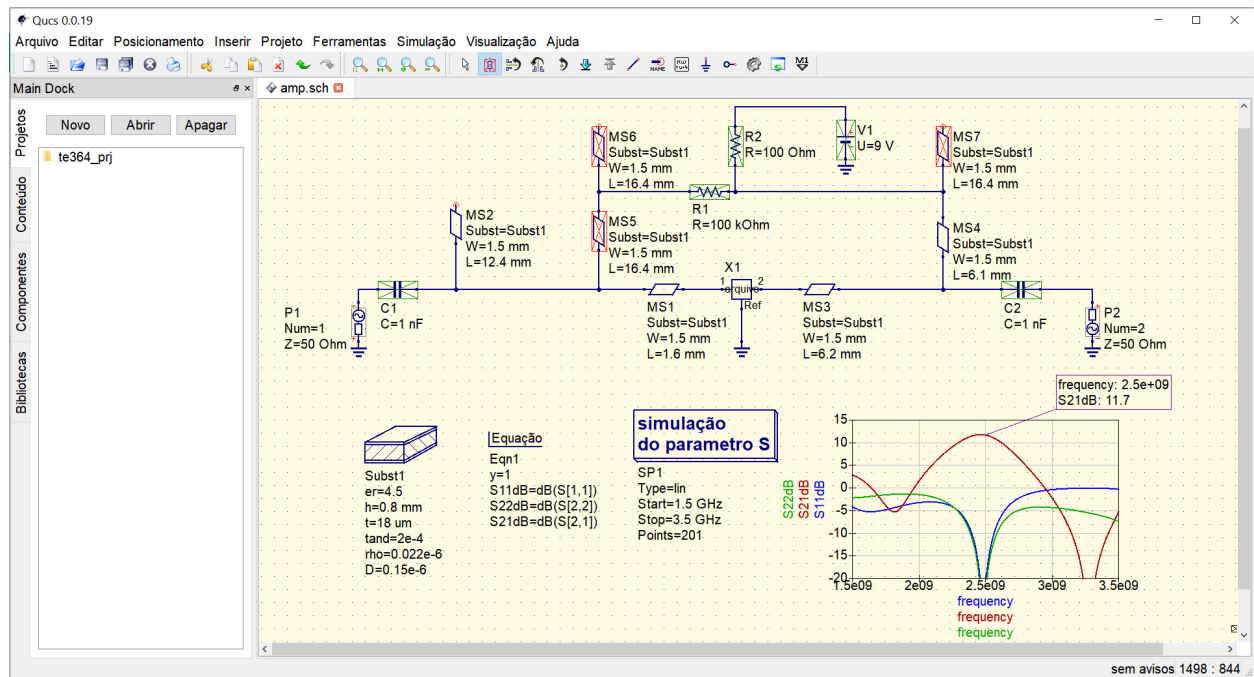 Qucs 0.0.19
Arquivo Editar Posicionamento Inserir Projeto Ferramentas Simulação Visualização Ajuda
NAME
Main Dock
amp.sch
Projetos
Conteúdo
Componentes
Bibliotecas
Novo Abrir Apagar
te364_prj
MS6
Subst=Subst1
W=1.5 mm
L=16.4 mm
R2
R=100 Ohm
V1
U=9 V
MS7
Subst=Subst1
W=1.5 mm
L=16.4 mm
R1
R=100 kOhm
MS2
Subst=Subst1
W=1.5 mm
L=12.4 mm
MS5
Subst=Subst1
W=1.5 mm
L=16.4 mm
MS4
Subst=Subst1
W=1.5 mm
L=6.1 mm
P1
Num=1
Z=50 Ohm
C1
C=1 nF
MS1
Subst=Subst1
W=1.5 mm
L=1.6 mm
X1
1 arquivo 2
Ref
MS3
Subst=Subst1
W=1.5 mm
L=6.2 mm
C2
C=1 nF
P2
Num=2
Z=50 Ohm
Subst1
er=4.5
h=0.8 mm
t=18 um
tand=2e-4
rho=0.022e-6
D=0.15e-6
Equação
Eqn1
y=1
S11dB=dB(S[1,1])
S22dB=dB(S[2,2])
S21dB=dB(S[2,1])
simulação
do parametro S
SP1
Type=lin
Start=1.5 GHz
Stop=3.5 GHz
Points=201
frequency: 2.5e+09
S21dB: 11.7
S22dB
S21dB
S11dB
15
10
5
0
-5
-10
-15
-20
1.5e09 2e09 2.5e09 3e09 3.5e09
frequency
frequency
frequency
sem avisos 1498 : 844